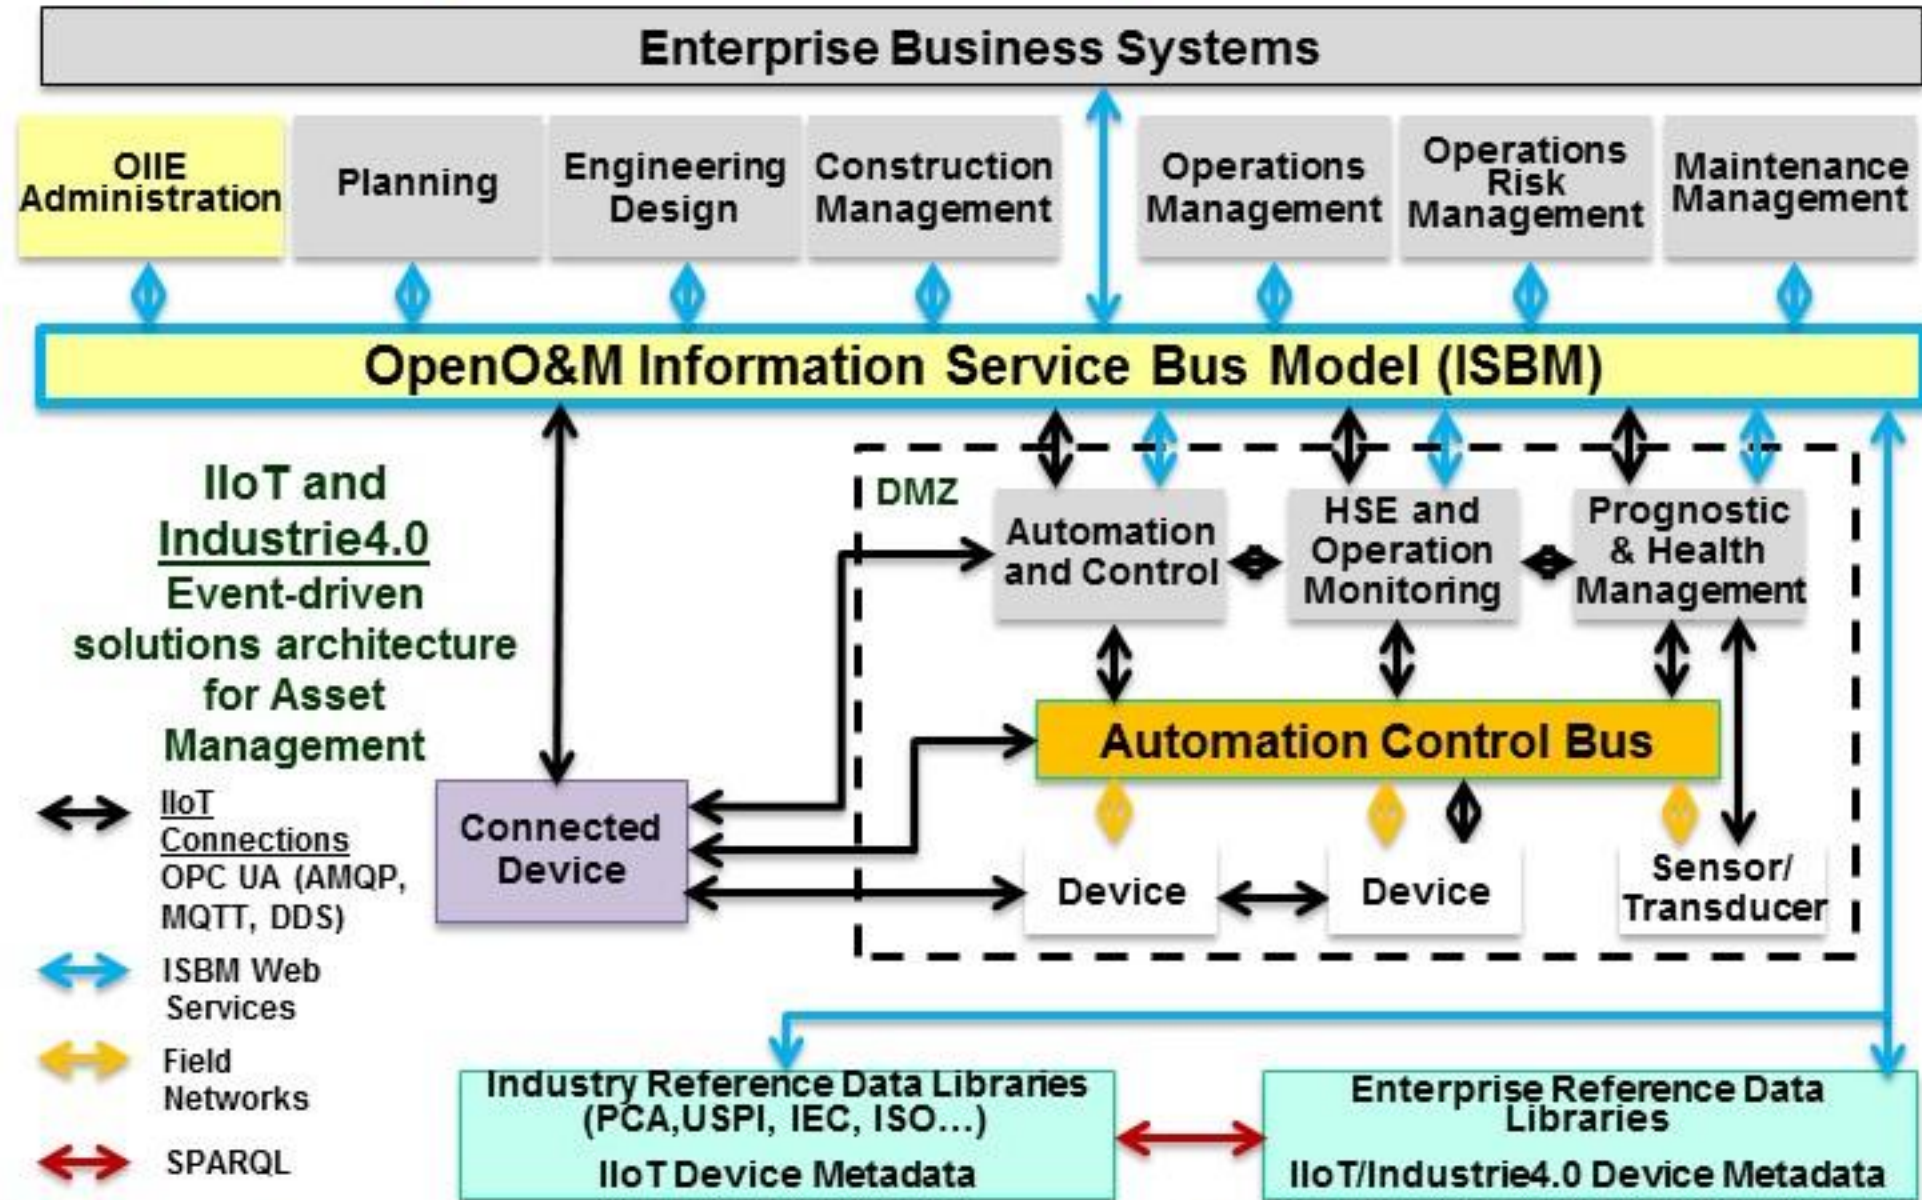 Enterprise Business Systems
OIIE
Administration
Planning
Engineering
Design
Construction
Management
Operations
Management
Operations
Risk
Management
Maintenance
Management
OpenO&M Information Service Bus Model (ISBM)
IIoT and
Industrie4.0
Event-driven
solutions architecture
for Asset
Management
DMZ
Automation
and Control
HSE and
Operation
Monitoring
Prognostic
& Health
Management
Automation Control Bus
Connected
Device
Device
Device
Sensor/
Transducer
IIoT
Connections
OPC UA (AMQP,
MQTT, DDS)
ISBM Web
Services
Field
Networks
SPARQL
Industry Reference Data Libraries
(PCA,USPI, IEC, ISO...)
IIoT Device Metadata
Enterprise Reference Data
Libraries
IIoT/Industrie4.0 Device Metadata